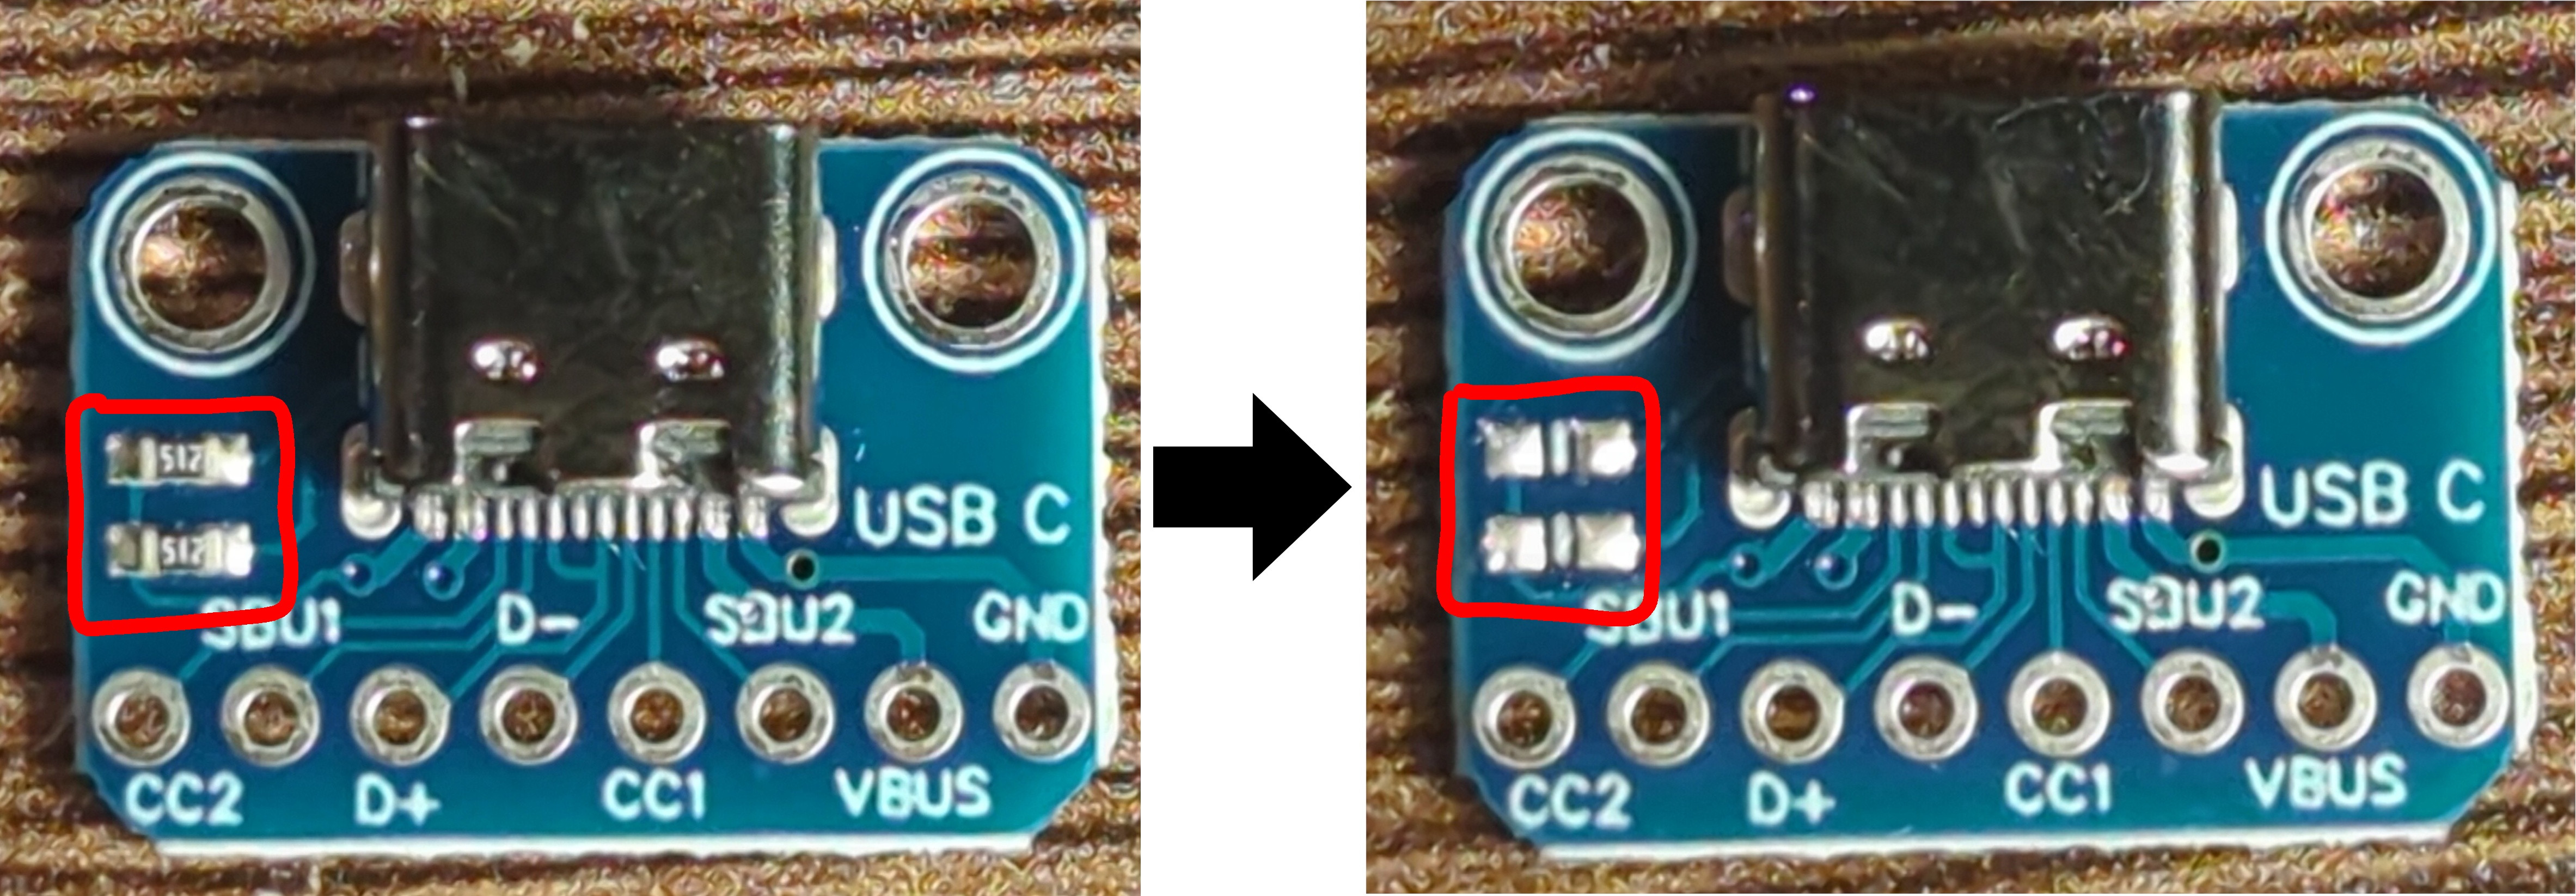 512
512
USB C
SBU1 D- SBU2 GND
CC2 D+ CC1 VBUS
USB C
SBU1 D- SBU2 GND
CC2 D+ CC1 VBUS